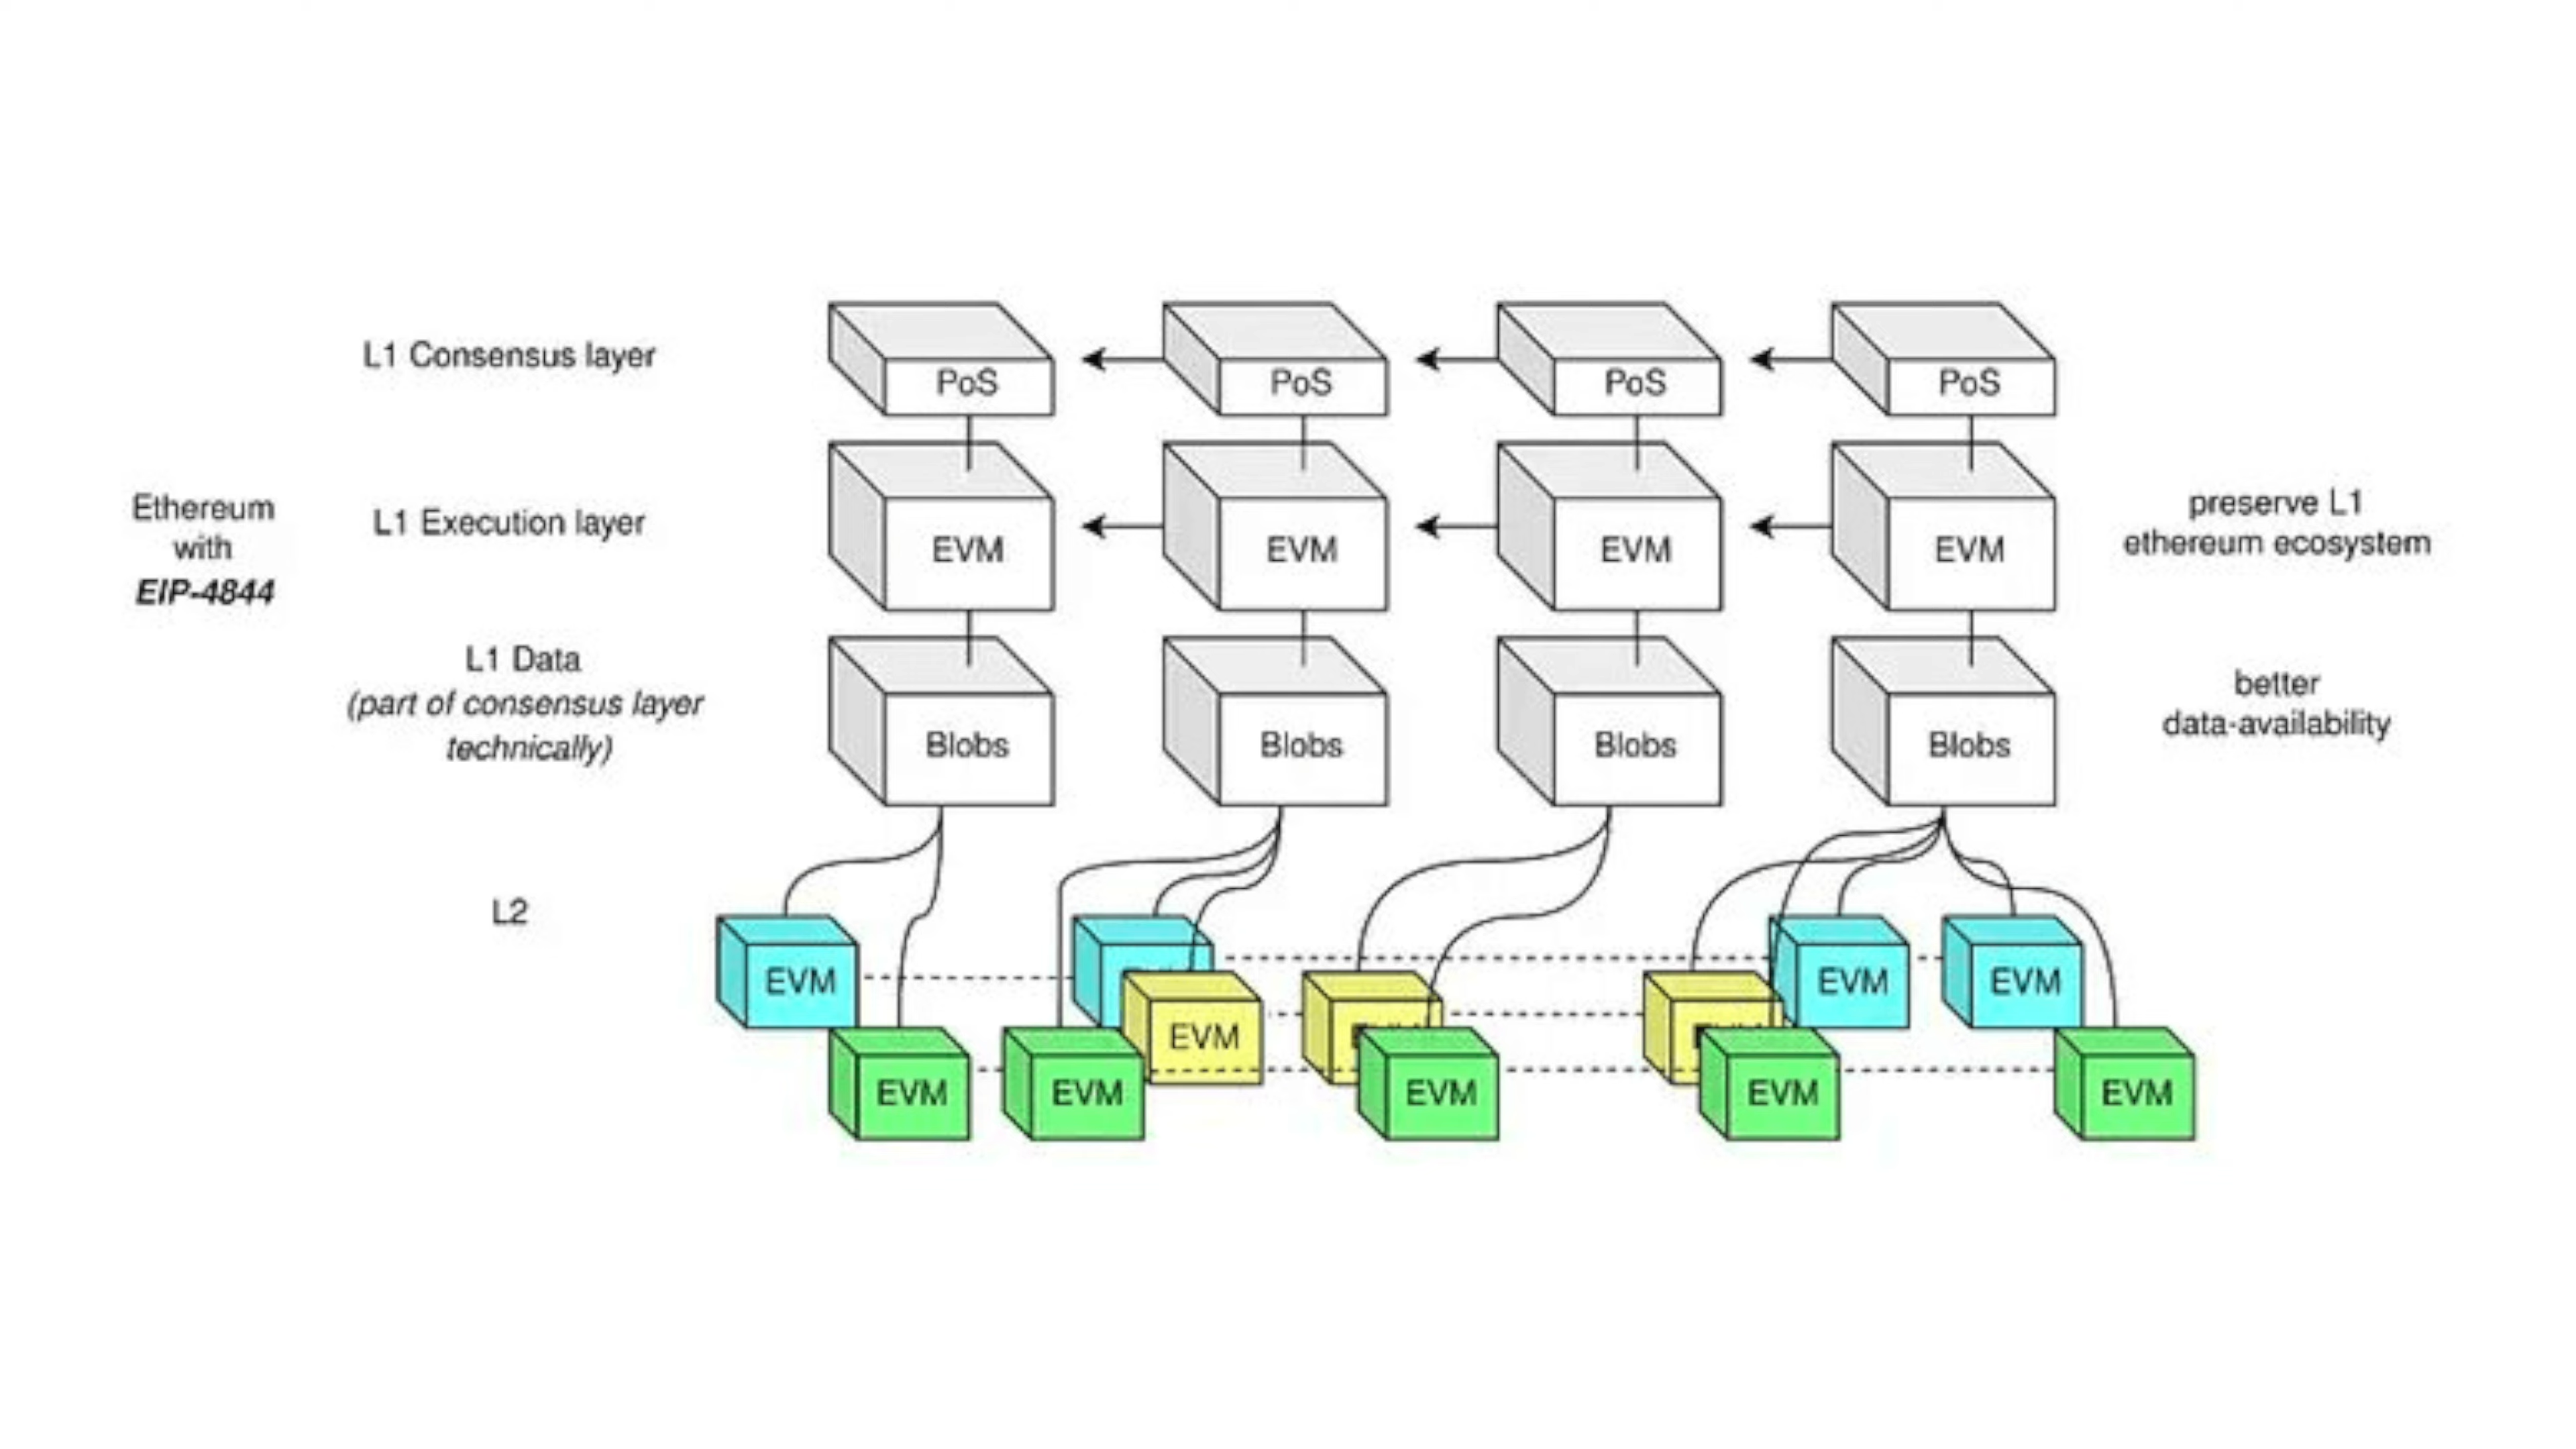 L1 Consensus layer
PoS
PoS
PoS
PoS
Ethereum
with
EIP-4844
L1 Execution layer
EVM
EVM
EVM
EVM
preserve L1
ethereum ecosystem
L1 Data
(part of consensus layer
technically)
Blobs
Blobs
Blobs
Blobs
better
data-availability
L2
EVM
EVM
EVM
EVM
EVM
EVM
EVM
EVM
EVM